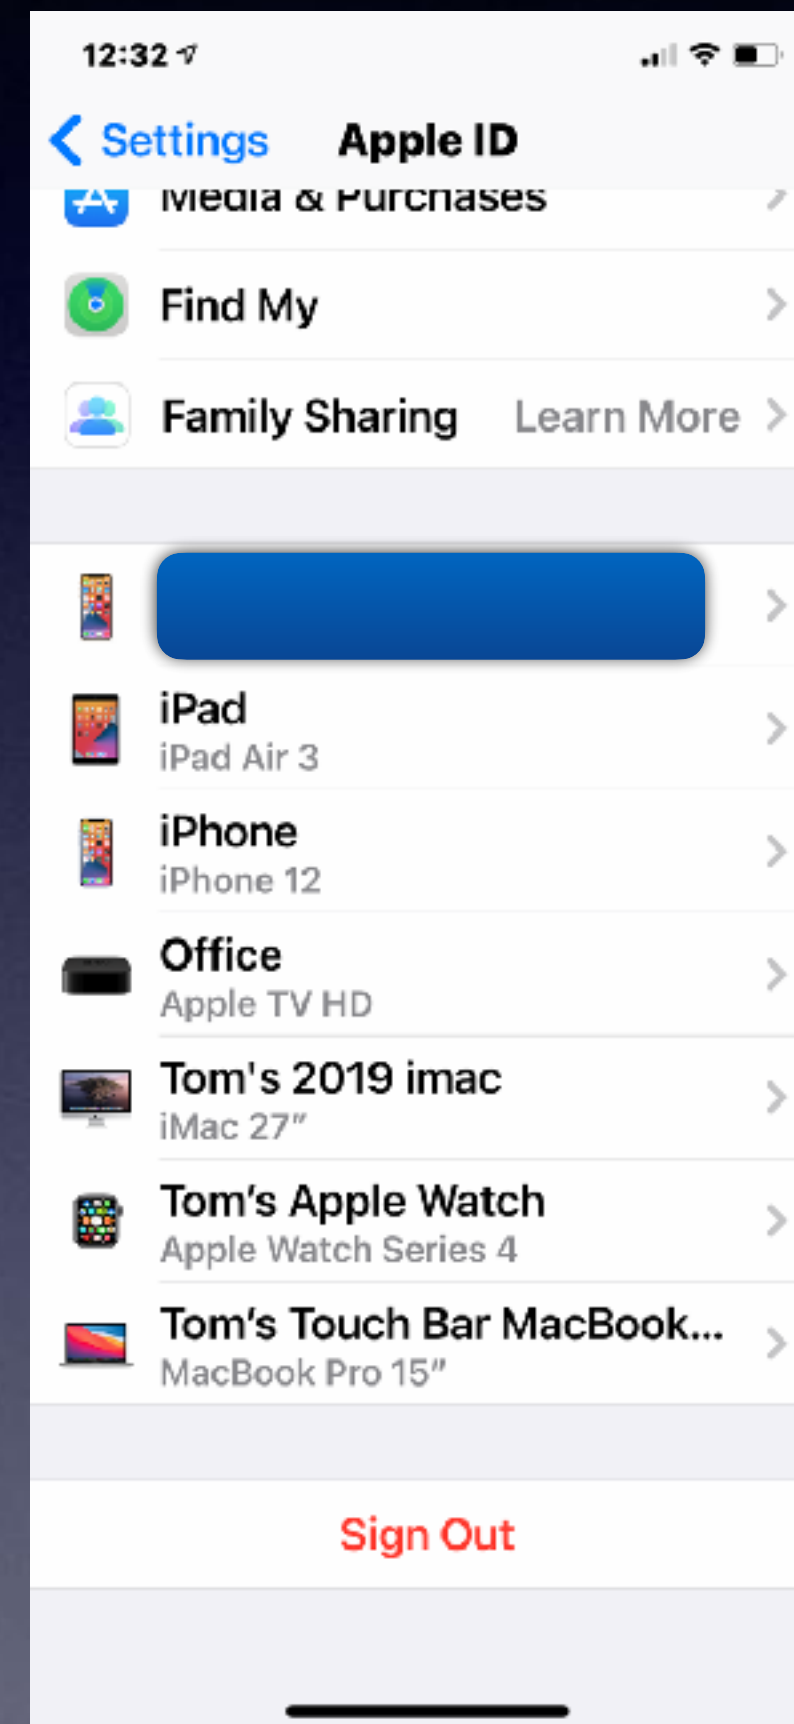 12:32
Settings
Apple ID
Media & Purchases
Find My
Family Sharing Learn More
iPad
iPad Air 3
iPhone
iPhone 12
Office
Apple TV HD
Tom's 2019 imac
iMac 27″
Tom’s Apple Watch
Apple Watch Series 4
Tom’s Touch Bar MacBook...
MacBook Pro 15″
Sign Out